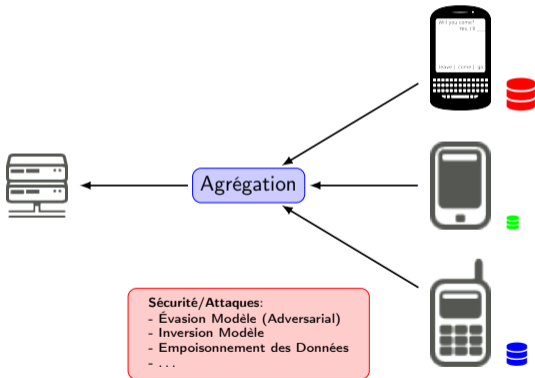 Will you come?
Yes, I'll
leave | come | go
Agrégation
Sécurité/Attaques:
- Évasion Modèle (Adversarial)
- Inversion Modèle
- Empoisonnement des Données
- ...